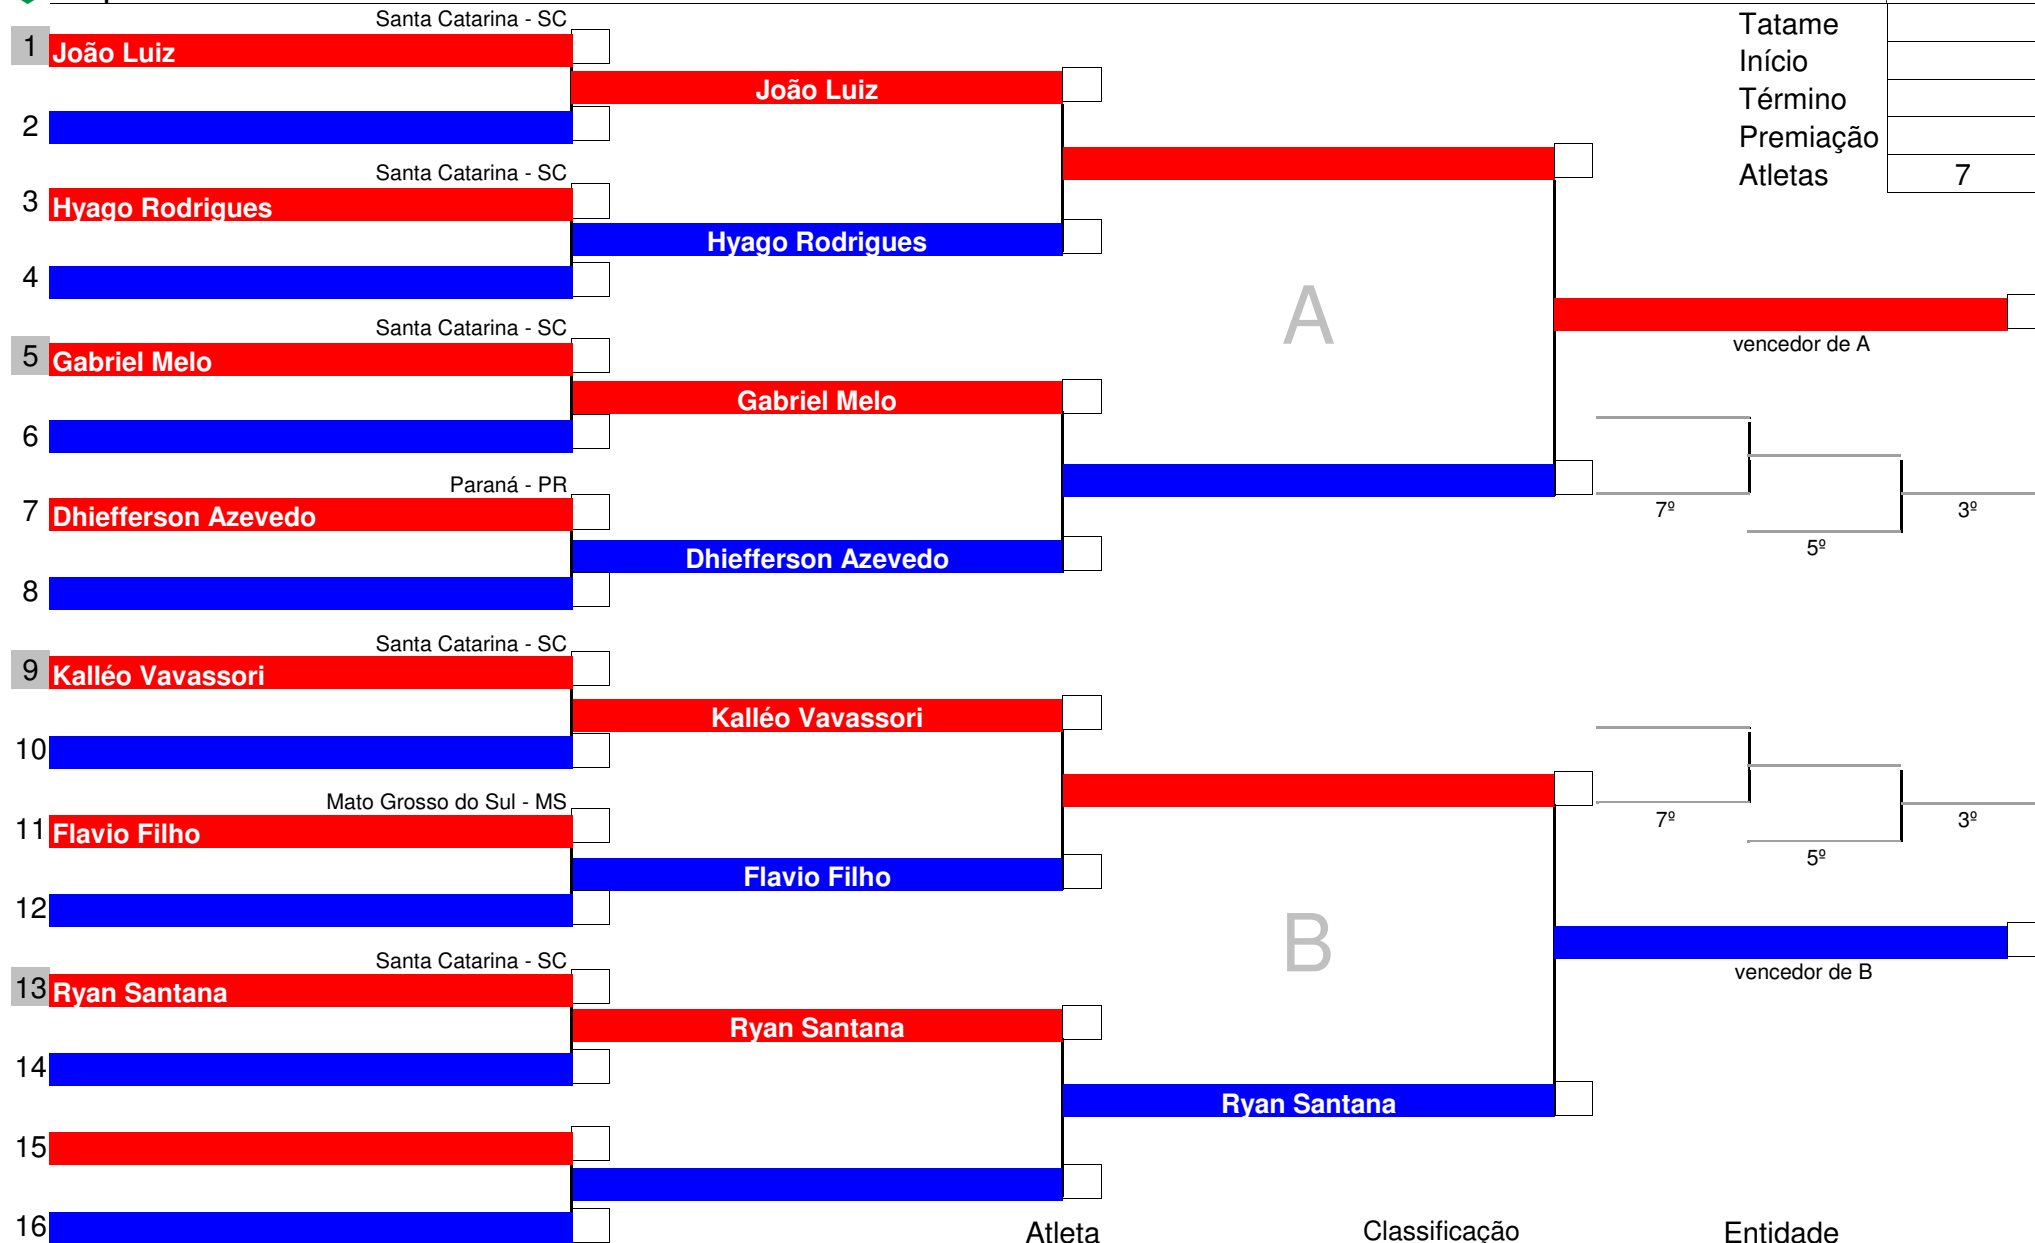 Santa Catarina - SC
Tatame
1 João Luiz
Início
João Luiz
Término
2
Premiação
Santa Catarina - SC
Atletas 7
3 Hyago Rodrigues
Hyago Rodrigues
4
A
Santa Catarina - SC
vencedor de A
5 Gabriel Melo
Gabriel Melo
6
Paraná - PR
7 Dhiefferson Azevedo
7º 3º
5º
Dhiefferson Azevedo
8
Santa Catarina - SC
9 Kalléo Vavassori
Kalléo Vavassori
10
Mato Grosso do Sul - MS
7º 3º
11 Flavio Filho
5º
Flavio Filho
12
B
Santa Catarina - SC
vencedor de B
13 Ryan Santana
Ryan Santana
14
Ryan Santana
15
16
Atleta Classificação Entidade